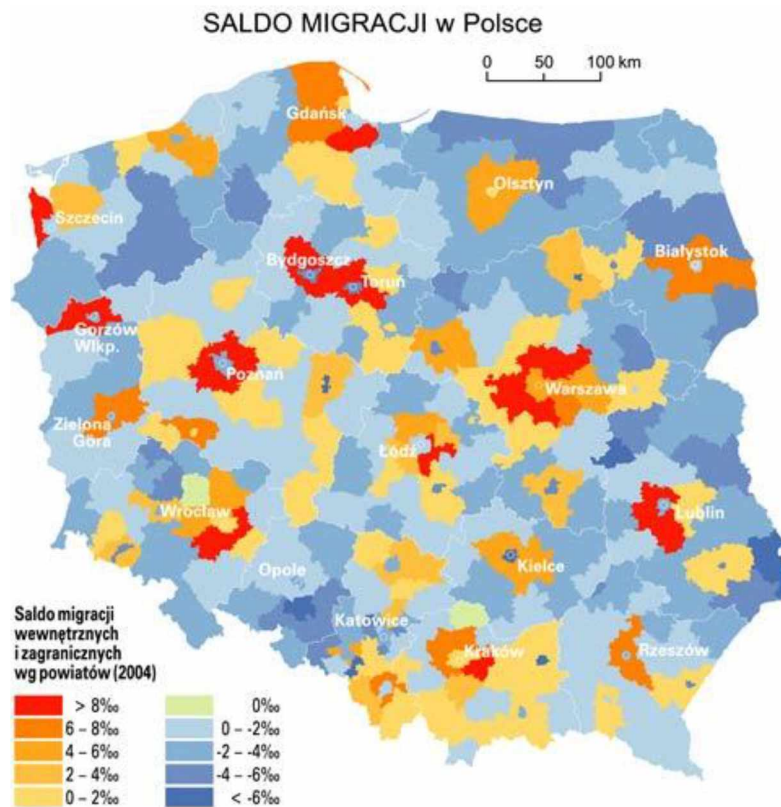 SALDO MIGRACJI w Polsce
0 50 100 km
Gdańsk
Olsztyn
Szczecin
Białystok
Bydgoszcz
Toruń
Gorzów
Wlkp.
Poznań
Warszawa
Zielona
Góra
Łódź
Wrocław
Lublin
Opole
Kielce
Katowice
Kraków
Rzeszów
Saldo migracji
wewnętrznych
i zagranicznych
wg powiatów (2004)
> 8‰
6 – 8‰
4 – 6‰
2 – 4‰
0 – 2‰
0‰
0 – -2‰
-2 – -4‰
-4 – -6‰
< -6‰